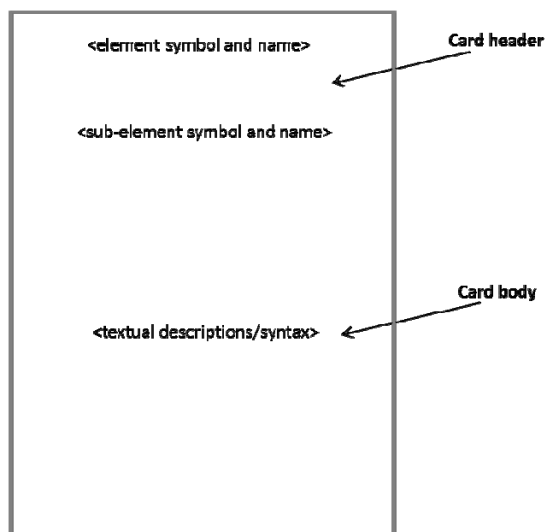 <element symbol and name>
Card header
<sub-element symbol and name>
Card body
<textual descriptions/syntax>